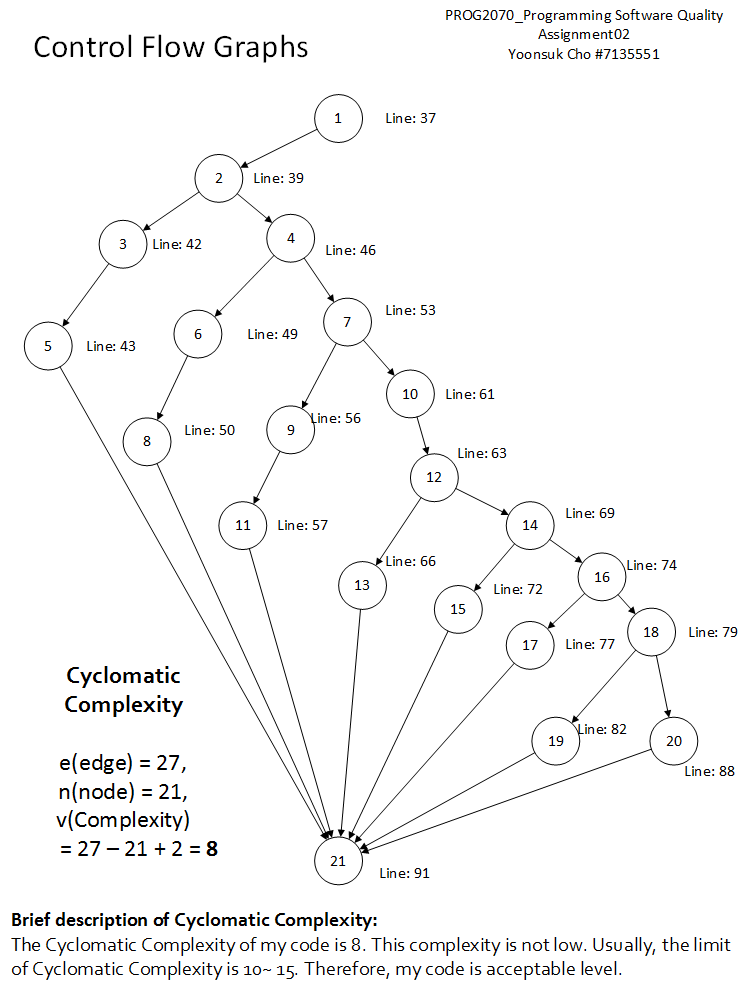 PROG2070_Programming Software Quality
Assignment02
Yoonsuk Cho #7135551
Control Flow Graphs
1
Line: 37
2
Line: 39
3
Line: 42
4
Line: 46
5
Line: 43
6
Line: 49
7
Line: 53
8
Line: 50
9
Line: 56
10
Line: 61
11
Line: 57
12
Line: 63
13
Line: 66
14
Line: 69
15
Line: 72
16
Line: 74
17
Line: 77
18
Line: 79
19
Line: 82
20
Line: 88
21
Line: 91
Cyclomatic
Complexity
e(edge) = 27,
n(node) = 21,
v(Complexity)
= 27 – 21 + 2 = 8
Brief description of Cyclomatic Complexity:
The Cyclomatic Complexity of my code is 8. This complexity is not low. Usually, the limit
of Cyclomatic Complexity is 10~ 15. Therefore, my code is acceptable level.